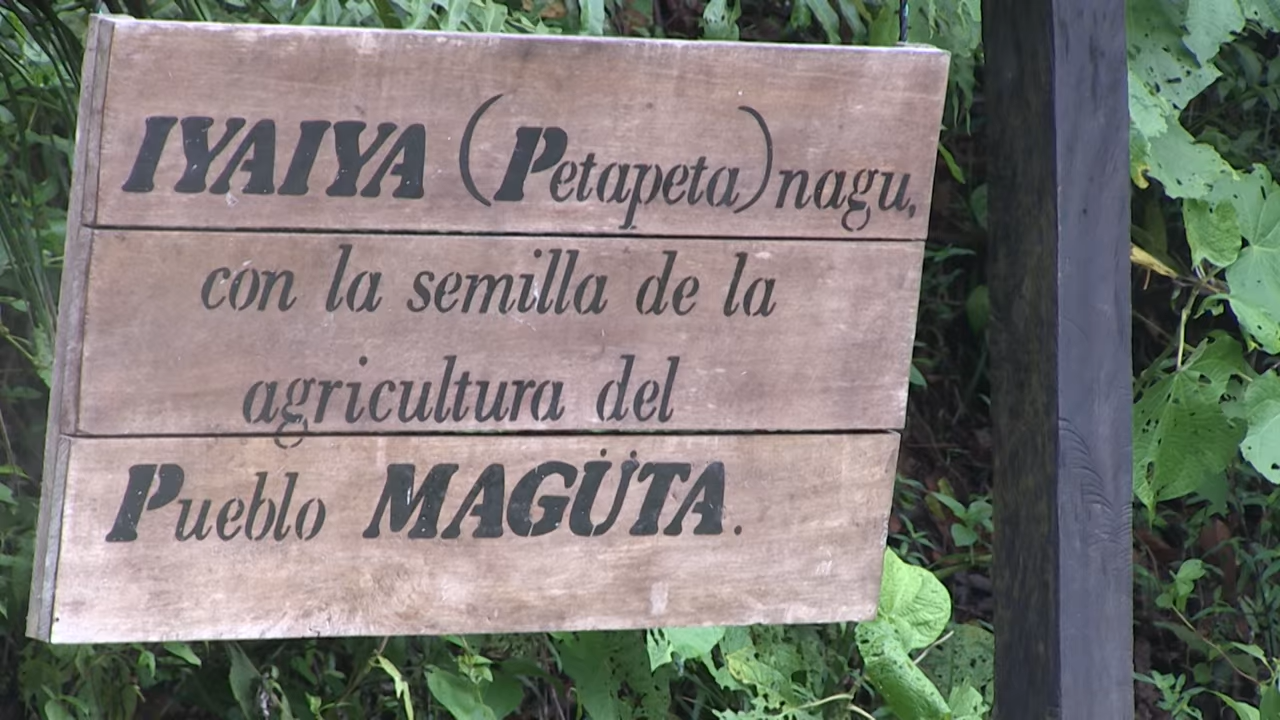 IYAIYA (Petapeta) nagu,
con la semilla de la
agricultura del
Pueblo MAGÜTA.